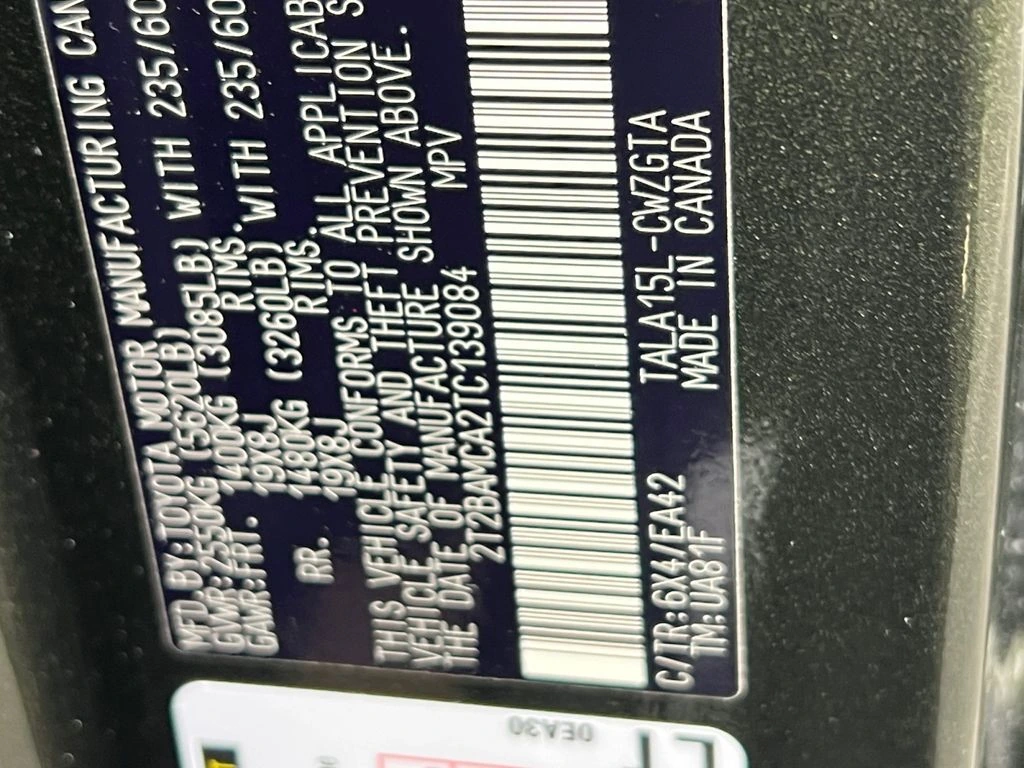 MFD.BY:TOYOTA MOTOR MANUFACTURING CAN
GVWR:2550KG (5620LB)
GAWR:FRT. 1400KG (3085LB) WITH 235/60
19X8J RIMS.
RR. 1480KG (3260LB) WITH 235/60
19X8J RIMS.
THIS VEHICLE CONFORMS TO ALL APPLICAB
VEHICLE SAFETY AND THEFT PREVENTION S
THE DATE OF MANUFACTURE SHOWN ABOVE.
2T2BAMCA2TC139084 MPV
C/TR:6X4/EA42 TALA15L-CWZGTA
TM:UA81F MADE IN CANADA
0EA30